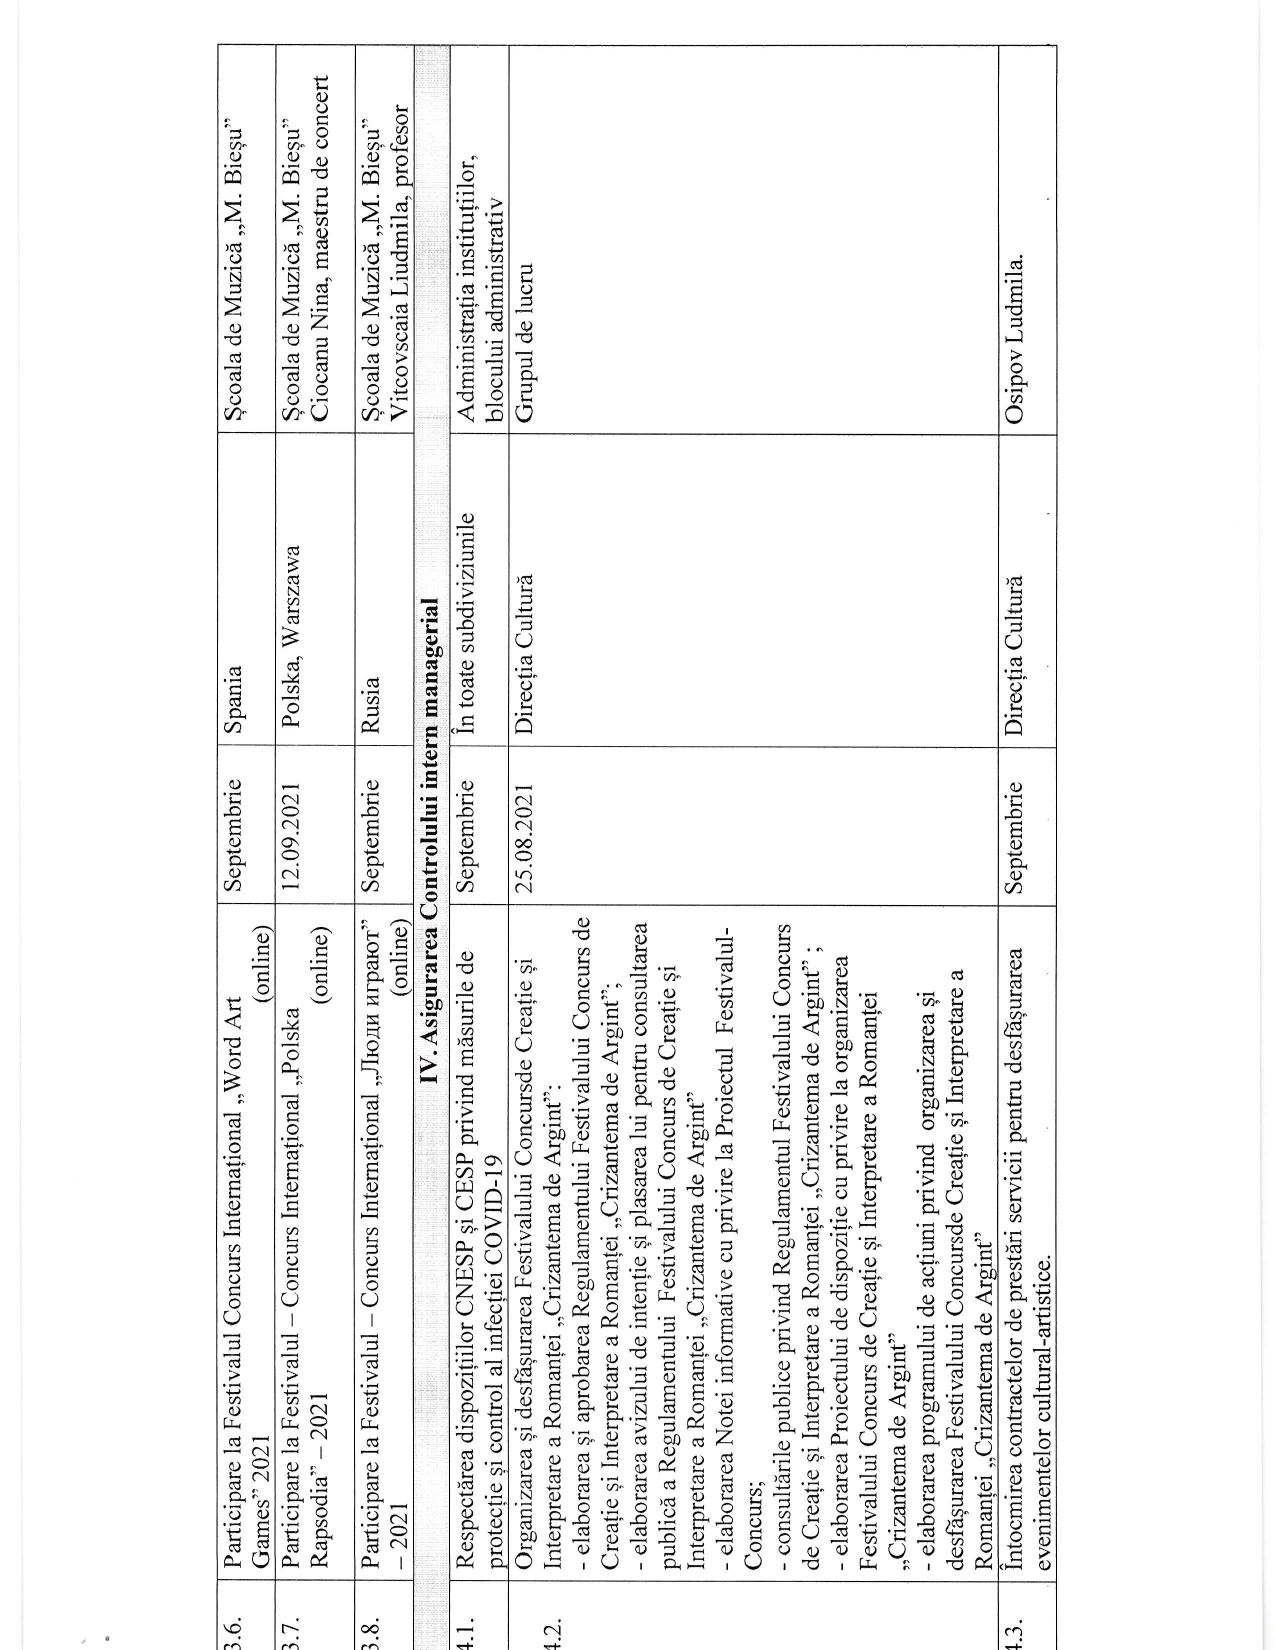 3.6. Participare la Festivalul Concurs Internațional „Word Art Septembrie Spania Școala de Muzică „M. Bieșu”
Games” 2021 (online)
3.7. Participare la Festivalul – Concurs Internațional „Polska 12.09.2021 Polska, Warszawa Școala de Muzică „M. Bieșu”
Rapsodia” – 2021 (online) Ciocanu Nina, maestru de concert
3.8. Participare la Festivalul – Concurs Internațional „Люди играют” Septembrie Rusia Școala de Muzică „M. Bieșu”
– 2021 (online) Vitcovscaia Liudmila, profesor
IV. Asigurarea Controlului intern managerial
4.1. Respectărea dispozițiilor CNESP și CESP privind măsurile de Septembrie În toate subdiviziunile Administrația instituțiilor,
protecție și control al infecției COVID-19 blocului administrativ
Organizarea și desfășurarea Festivalului Concursde Creație și 25.08.2021 Direcția Cultură Grupul de lucru
4.2. Interpretare a Romanței „Crizantema de Argint”:
- elaborarea și aprobarea Regulamentului Festivalului Concurs de
Creație și Interpretare a Romanței „Crizantema de Argint”;
- elaborarea avizului de intenție și plasarea lui pentru consultarea
publică a Regulamentului Festivalului Concurs de Creație și
Interpretare a Romanței „Crizantema de Argint”
- elaborarea Notei informative cu privire la Proiectul Festivalul-
Concurs;
- consultările publice privind Regulamentul Festivalului Concurs
de Creație și Interpretare a Romanței „Crizantema de Argint” ;
- elaborarea Proiectului de dispoziție cu privire la organizarea
Festivalului Concurs de Creație și Interpretare a Romanței
„Crizantema de Argint”
- elaborarea programului de acțiuni privind organizarea și
desfășurarea Festivalului Concursde Creație și Interpretare a
Romanței „Crizantema de Argint”
4.3. Întocmirea contractelor de prestări servicii pentru desfășurarea Septembrie Direcția Cultură Osipov Ludmila.
evenimentelor cultural-artistice.